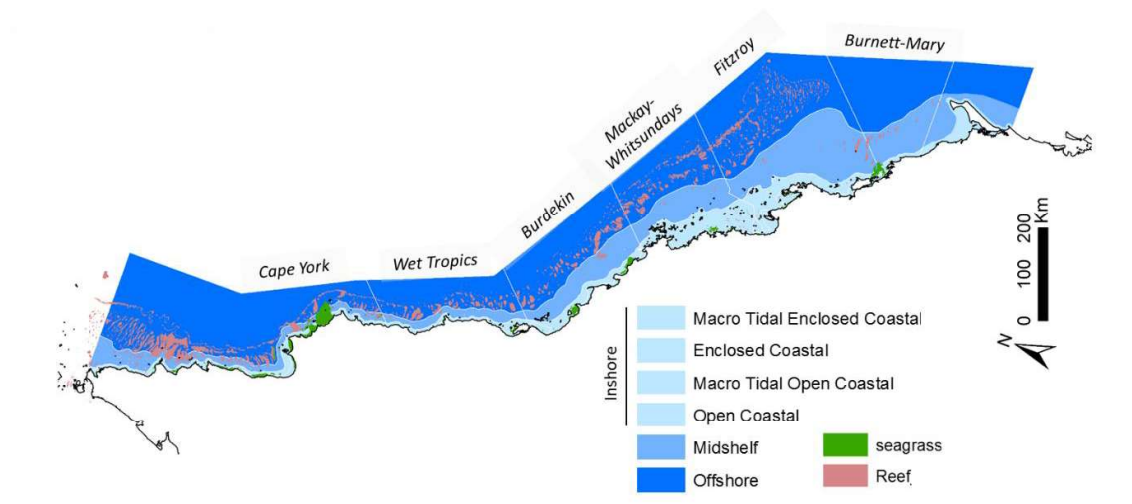 Cape York
Wet Tropics
Burdekin
Mackay-
Whitsundays
Fitzroy
Burnett-Mary
0 100 200 Km
N
Inshore
Macro Tidal Enclosed Coastal
Enclosed Coastal
Macro Tidal Open Coastal
Open Coastal
Midshelf
Offshore
seagrass
Reef